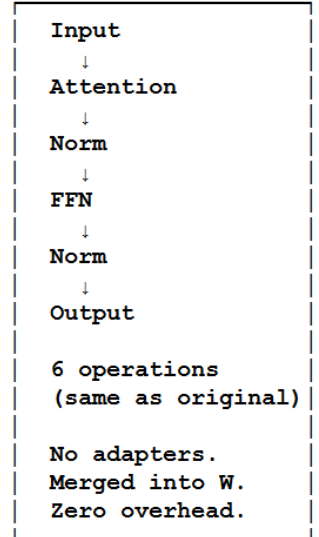 Input
↓
Attention
↓
Norm
↓
FFN
↓
Norm
↓
Output
6 operations
(same as original)
No adapters.
Merged into W.
Zero overhead.